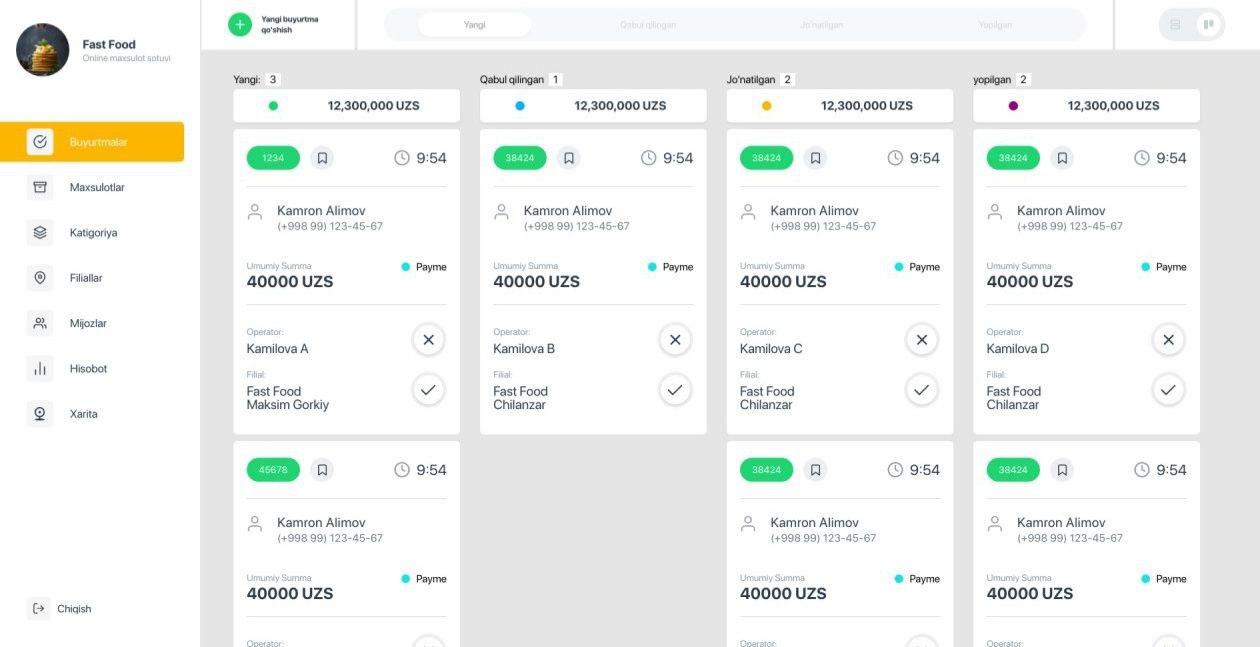 Fast Food
Online maxsulot sotuvi
Buyurtmalar
Maxsulotlar
Katigoriya
Filiallar
Mijozlar
Hisobot
Xarita
Chiqish
Yangi buyurtma
qo'shish
Yangi
Qabul qilingan
Jo'natilgan
Yopilgan
Yangi: 3
12,300,000 UZS
1234
9:54
Kamron Alimov
(+998 99) 123-45-67
Umumiy Summa
Payme
40000 UZS
Operator:
Kamilova A
Filial:
Fast Food
Maksim Gorkiy
45678
9:54
Kamron Alimov
(+998 99) 123-45-67
Umumiy Summa
Payme
40000 UZS
Operator:
Qabul qilingan 1
12,300,000 UZS
38424
9:54
Kamron Alimov
(+998 99) 123-45-67
Umumiy Summa
Payme
40000 UZS
Operator:
Kamilova B
Filial:
Fast Food
Chilanzar
Jo'natilgan 2
12,300,000 UZS
38424
9:54
Kamron Alimov
(+998 99) 123-45-67
Umumiy Summa
Payme
40000 UZS
Operator:
Kamilova C
Filial:
Fast Food
Chilanzar
38424
9:54
Kamron Alimov
(+998 99) 123-45-67
Umumiy Summa
Payme
40000 UZS
Operator:
yopilgan 2
12,300,000 UZS
38424
9:54
Kamron Alimov
(+998 99) 123-45-67
Umumiy Summa
Payme
40000 UZS
Operator:
Kamilova D
Filial:
Fast Food
Chilanzar
38424
9:54
Kamron Alimov
(+998 99) 123-45-67
Umumiy Summa
Payme
40000 UZS
Operator: